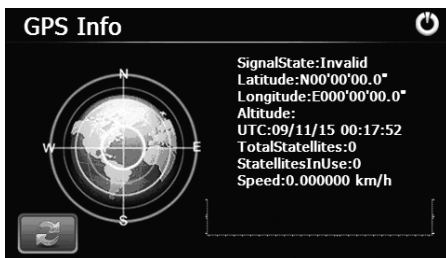 GPS Info
N
W
E
S
SignalState:Invalid
Latitude:N00'00'00.0"
Longitude:E000'00'00.0"
Altitude:
UTC:09/11/15 00:17:52
TotalStatellites:0
StatellitesInUse:0
Speed:0.000000 km/h